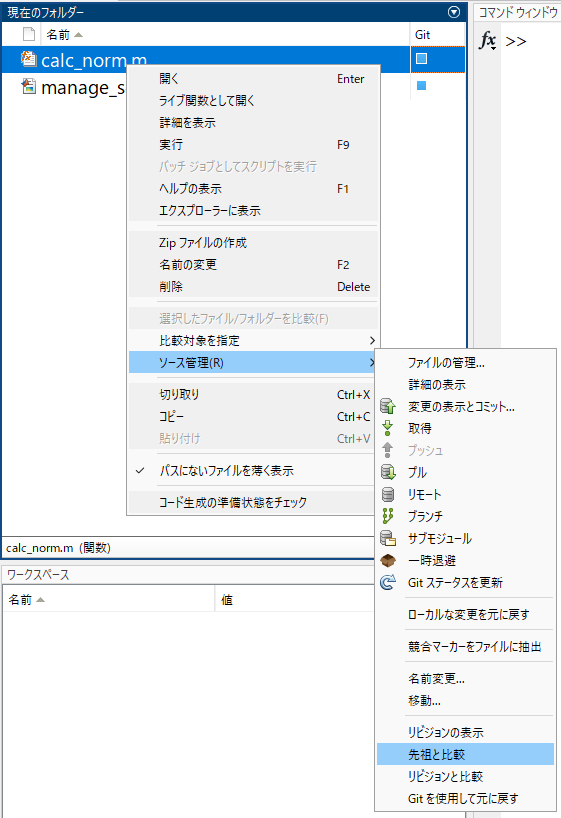 現在のフォルダー
名前
Git
calc_norm.m
manage_s
コマンド ウィンドウ
fx >>
開く Enter
ライブ関数として開く
詳細を表示
実行 F9
バッチ ジョブとしてスクリプトを実行
ヘルプの表示 F1
エクスプローラーに表示
Zip ファイルの作成
名前の変更 F2
削除 Delete
選択したファイル/フォルダーを比較(F)
比較対象を指定
ソース管理(R)
切り取り Ctrl+X
コピー Ctrl+C
貼り付け Ctrl+V
パスにないファイルを薄く表示
コード生成の準備状態をチェック
ファイルの管理...
詳細の表示
変更の表示とコミット...
取得
プッシュ
プル
リモート
ブランチ
サブモジュール
一時退避
Git ステータスを更新
ローカルな変更を元に戻す
競合マーカーをファイルに抽出
名前変更...
移動...
リビジョンの表示
先祖と比較
リビジョンと比較
Git を使用して元に戻す
calc_norm.m (関数)
ワークスペース
名前
値